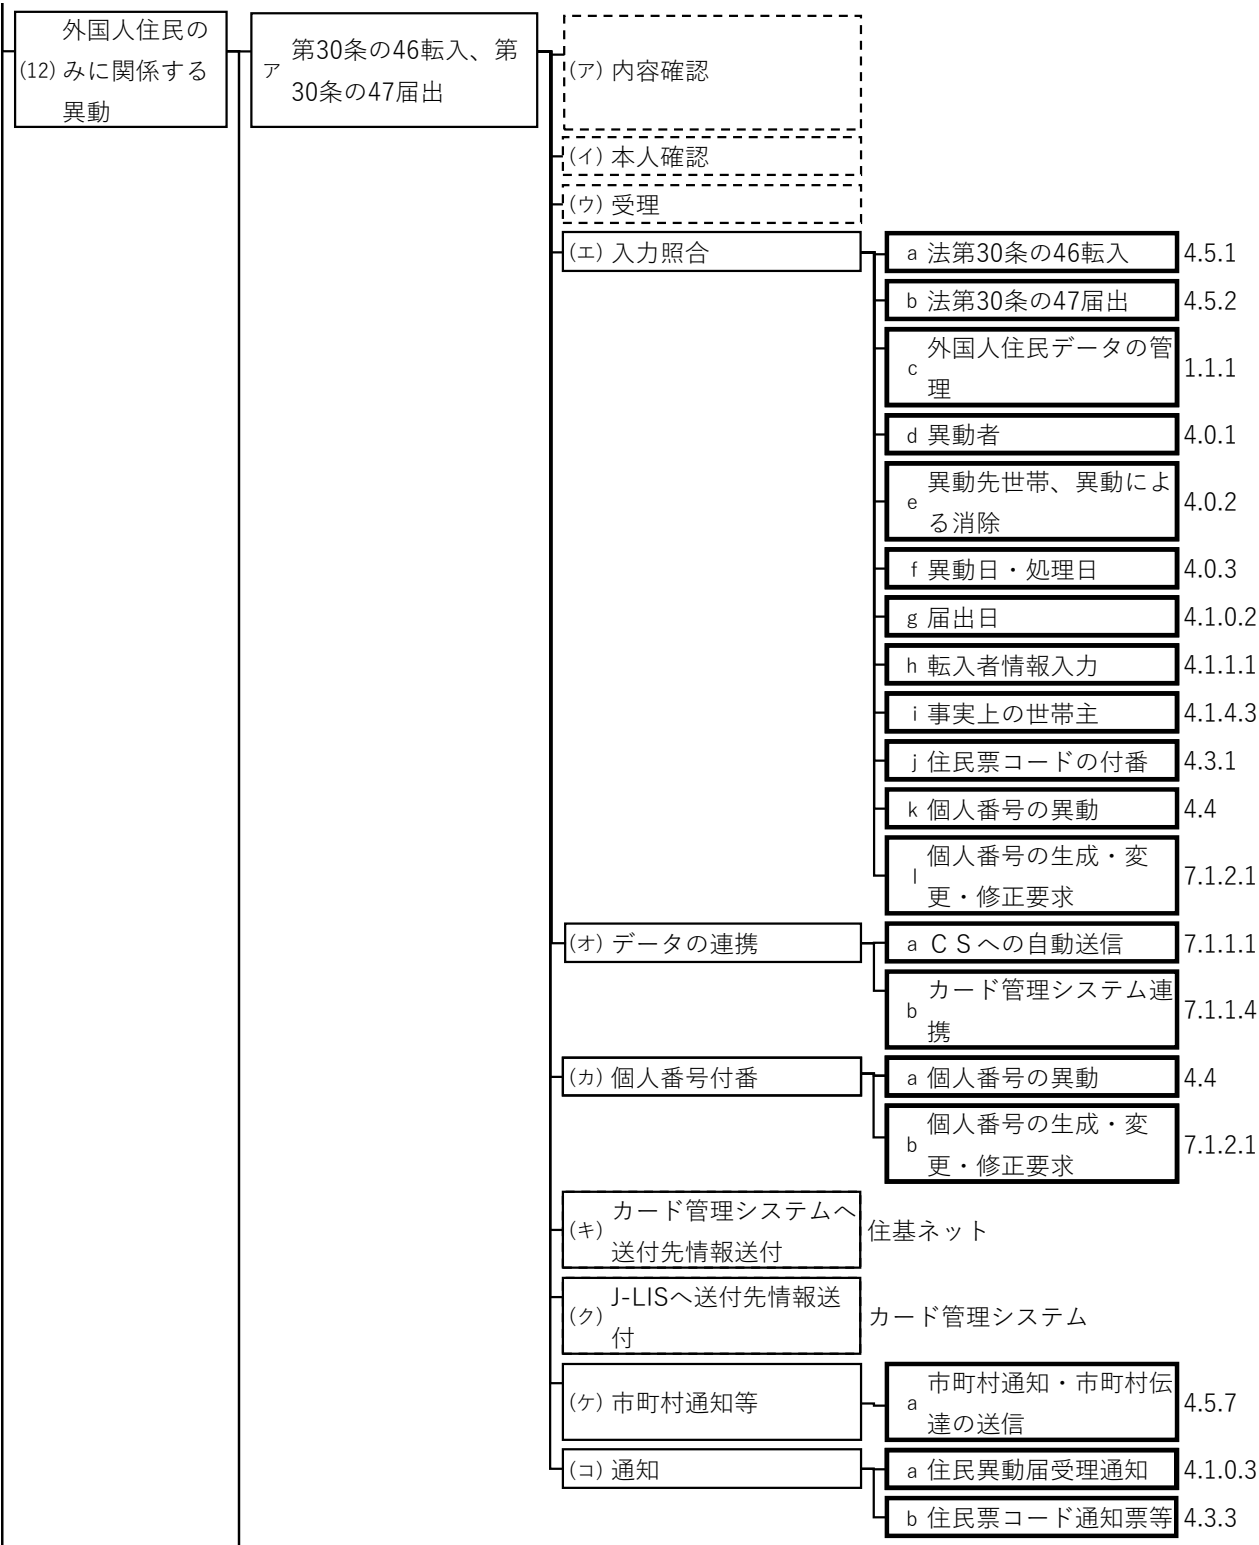 (12) 外国人住民の
みに関係する
異動
ア 第30条の46転入、第
30条の47届出
(ア) 内容確認
(イ) 本人確認
(ウ) 受理
(エ) 入力照合
a 法第30条の46転入 4.5.1
b 法第30条の47届出 4.5.2
c 外国人住民データの管
理 1.1.1
d 異動者 4.0.1
e 異動先世帯、異動によ
る消除 4.0.2
f 異動日・処理日 4.0.3
g 届出日 4.1.0.2
h 転入者情報入力 4.1.1.1
i 事実上の世帯主 4.1.4.3
j 住民票コードの付番 4.3.1
k 個人番号の異動 4.4
l 個人番号の生成・変
更・修正要求 7.1.2.1
(オ) データの連携
a ＣＳへの自動送信 7.1.1.1
b カード管理システム連
携 7.1.1.4
(カ) 個人番号付番
a 個人番号の異動 4.4
b 個人番号の生成・変
更・修正要求 7.1.2.1
(キ) カード管理システムへ
送付先情報送付 住基ネット
(ク) J-LISへ送付先情報送
付 カード管理システム
(ケ) 市町村通知等
a 市町村通知・市町村伝
達の送信 4.5.7
(コ) 通知
a 住民異動届受理通知 4.1.0.3
b 住民票コード通知票等 4.3.3